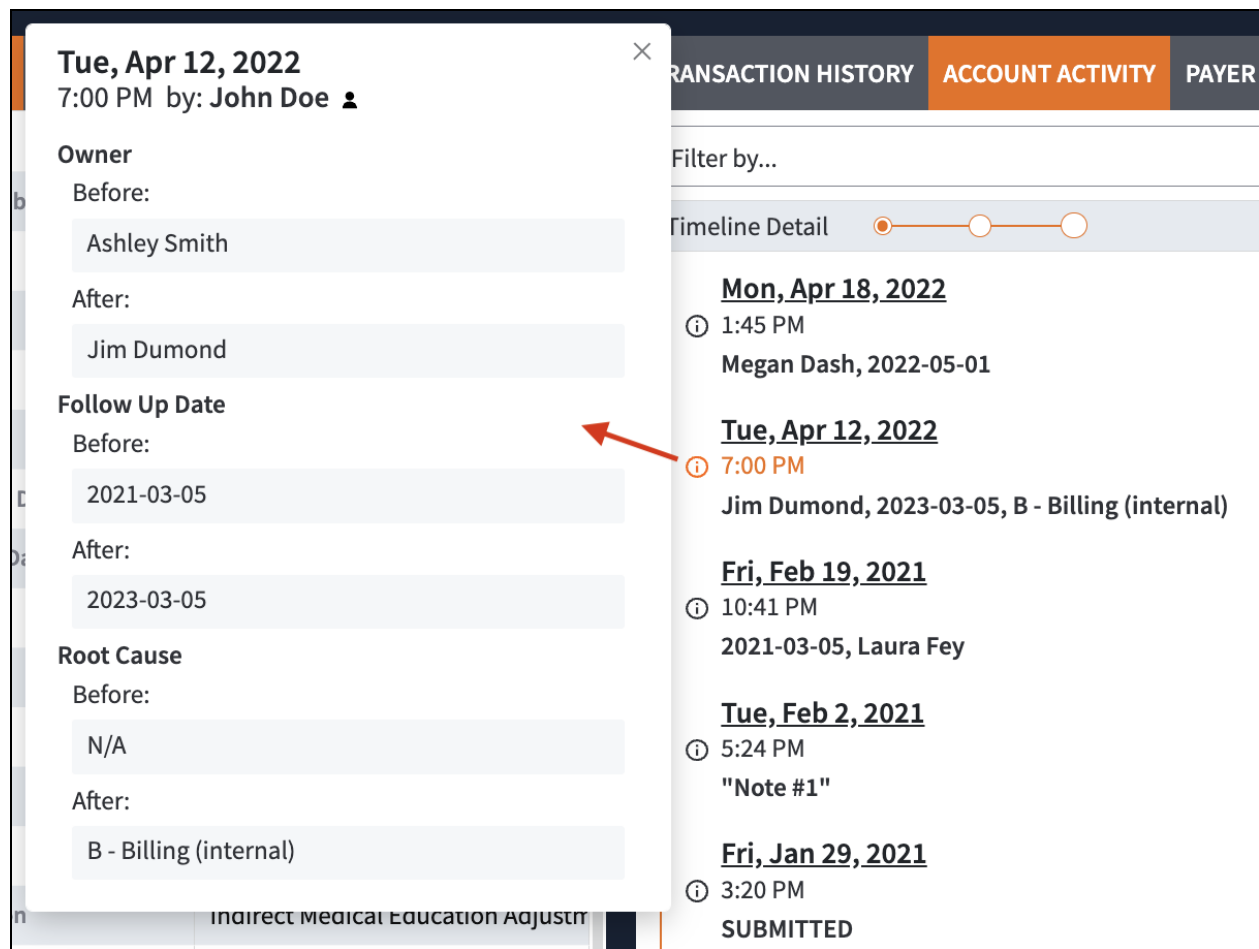 Tue, Apr 12, 2022
7:00 PM by: John Doe
Owner
Before:
Ashley Smith
After:
Jim Dumond
Follow Up Date
Before:
2021-03-05
After:
2023-03-05
Root Cause
Before:
N/A
After:
B - Billing (internal)
Indirect Medical Education
RANSACTION HISTORY
ACCOUNT ACTIVITY
PAYER
Filter by...
Timeline Detail
Mon, Apr 18, 2022
1:45 PM
Megan Dash, 2022-05-01
Tue, Apr 12, 2022
7:00 PM
Jim Dumond, 2023-03-05, B - Billing (internal)
Fri, Feb 19, 2021
10:41 PM
2021-03-05, Laura Fey
Tue, Feb 2, 2021
5:24 PM
"Note #1"
Fri, Jan 29, 2021
3:20 PM
SUBMITTED